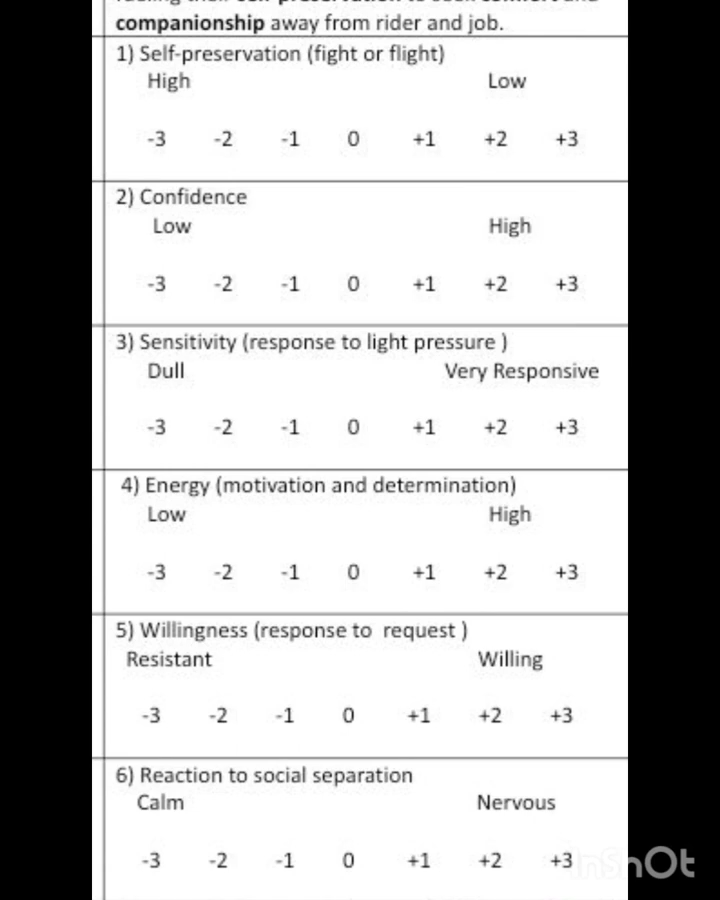 companionship away from rider and job.
1) Self-preservation (fight or flight)
High Low
-3 -2 -1 0 +1 +2 +3
2) Confidence
Low High
-3 -2 -1 0 +1 +2 +3
3) Sensitivity (response to light pressure )
Dull Very Responsive
-3 -2 -1 0 +1 +2 +3
4) Energy (motivation and determination)
Low High
-3 -2 -1 0 +1 +2 +3
5) Willingness (response to  request )
Resistant Willing
-3 -2 -1 0 +1 +2 +3
6) Reaction to social separation
Calm Nervous
-3 -2 -1 0 +1 +2 +3